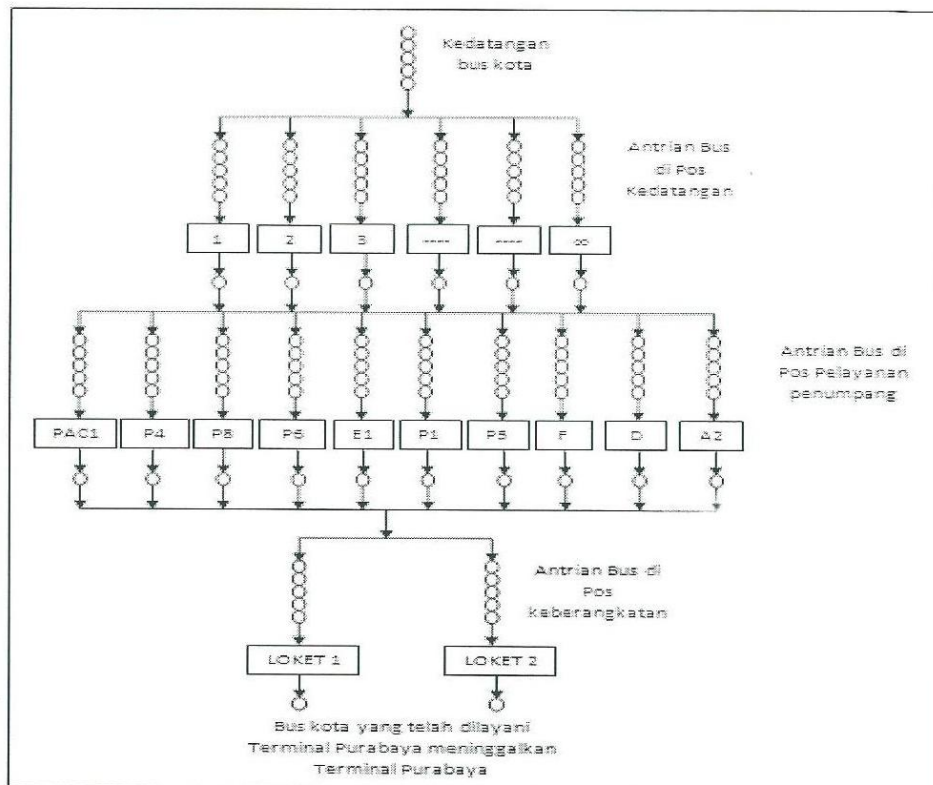 Kedatangan
bus kota
Antrian Bus
di Pos
Kedatangan
1 2 3 ---- ---- ∞
Antrian Bus di
Pos Pelayanan
penumpang
PAC1 P4 P8 P6 E1 P1 P5 F D A2
Antrian Bus di
Pos
keberangkatan
LOKET 1 LOKET 2
Bus kota yang telah dilayani
Terminal Purabaya meninggalkan
Terminal Purabaya